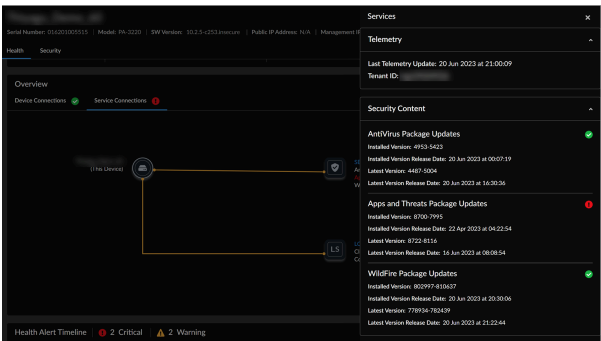 Serial Number: 016201005515 | Model: PA-3220 | SW Version: 10.2.5-c253.insecure | Public IP Address: N/A | Management IP
Health Security
Overview
Device Connections Service Connections
(This Device)
LS
Health Alert Timeline 2 Critical 2 Warning
Services
Telemetry
Last Telemetry Update: 20 Jun 2023 at 21:00:09
Tenant ID:
Security Content
AntiVirus Package Updates
Installed Version: 4953-5423
Installed Version Release Date: 20 Jun 2023 at 00:07:19
Latest Version: 4487-5004
Latest Version Release Date: 20 Jun 2023 at 16:30:36
Apps and Threats Package Updates
Installed Version: 8700-7995
Installed Version Release Date: 22 Apr 2023 at 04:22:54
Latest Version: 8722-8116
Latest Version Release Date: 16 Jun 2023 at 08:08:54
WildFire Package Updates
Installed Version: 802997-810637
Installed Version Release Date: 20 Jun 2023 at 20:30:06
Latest Version: 778934-782439
Latest Version Release Date: 20 Jun 2023 at 21:22:44